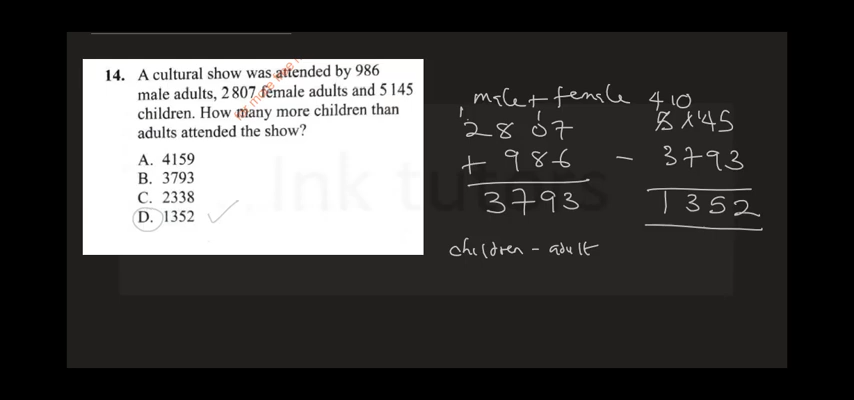 14. A cultural show was attended by 986
male adults, 2 807 female adults and 5 145
children. How many more children than
adults attended the show?
A. 4159
B. 3793
C. 2338
D. 1352
male + female
2807
+ 986
3793
children - adult
4 10
5145
- 3793
1352
Ink tutors